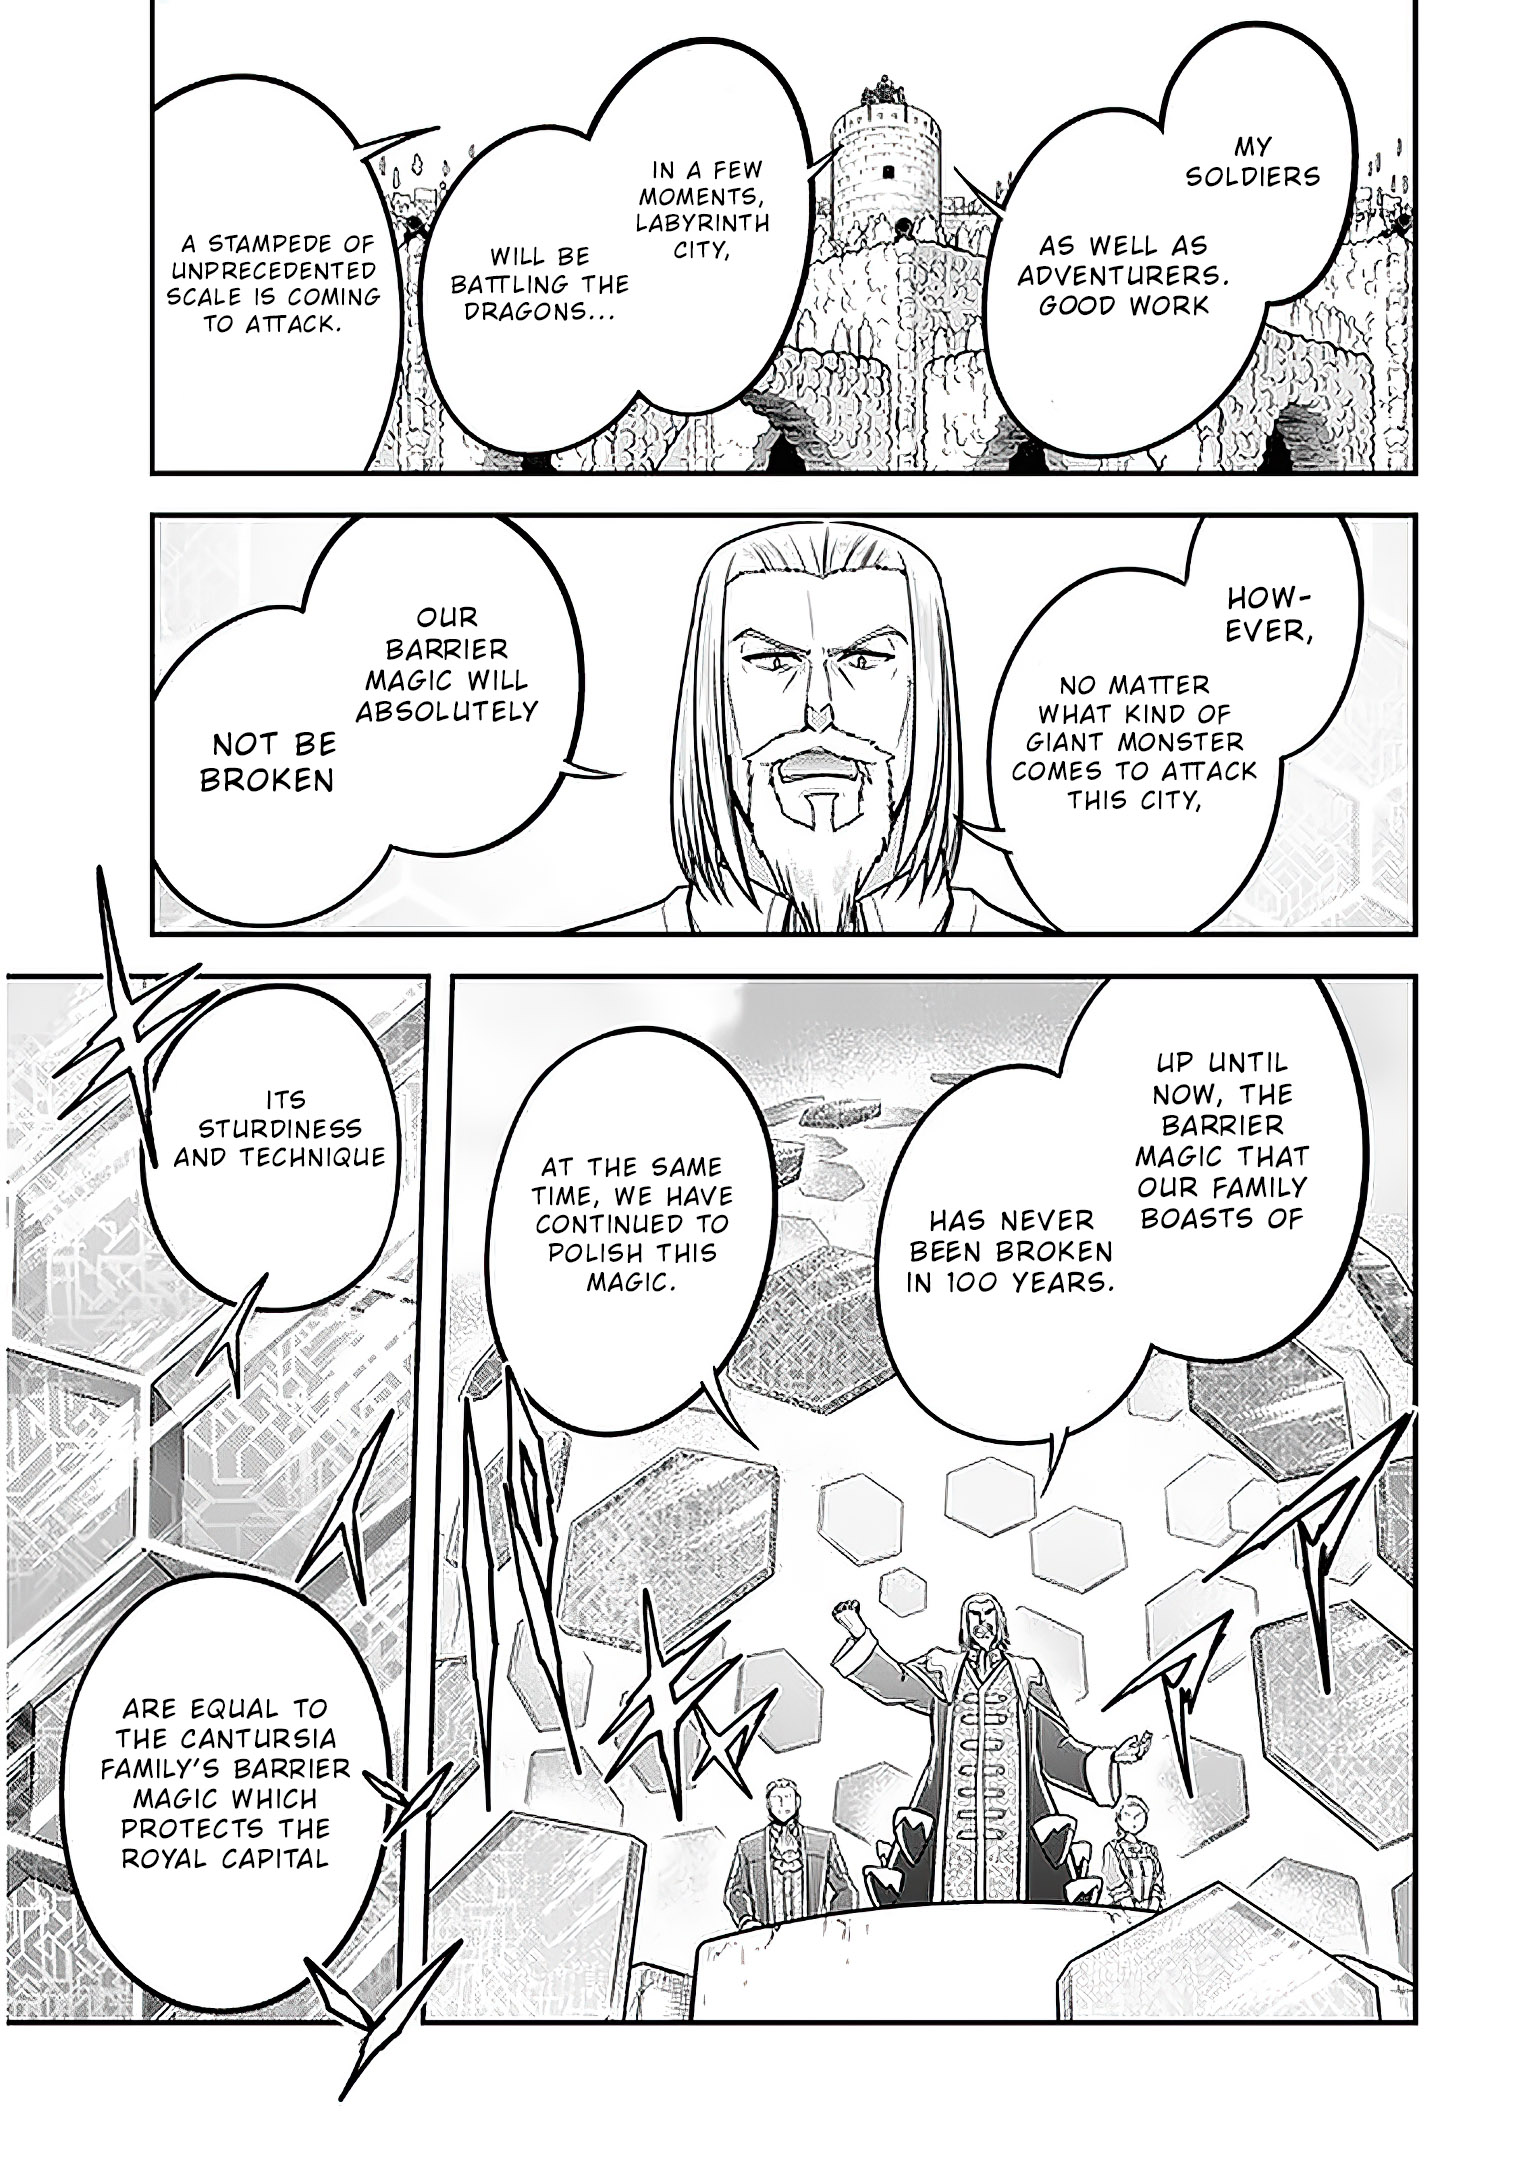 MY
SOLDIERS
AS WELL AS
ADVENTURERS.
GOOD WORK
IN A FEW
MOMENTS,
LABYRINTH
CITY,
WILL BE
BATTLING THE
DRAGONS...
A STAMPEDE OF
UNPRECEDENTED
SCALE IS COMING
TO ATTACK.
HOW-
EVER,
NO MATTER
WHAT KIND OF
GIANT MONSTER
COMES TO ATTACK
THIS CITY,
OUR
BARRIER
MAGIC WILL
ABSOLUTELY
NOT BE
BROKEN
UP UNTIL
NOW, THE
BARRIER
MAGIC THAT
OUR FAMILY
BOASTS OF
HAS NEVER
BEEN BROKEN
IN 100 YEARS.
AT THE SAME
TIME, WE HAVE
CONTINUED TO
POLISH THIS
MAGIC.
ITS
STURDINESS
AND TECHNIQUE
ARE EQUAL TO
THE CANTURSIA
FAMILY'S BARRIER
MAGIC WHICH
PROTECTS THE
ROYAL CAPITAL